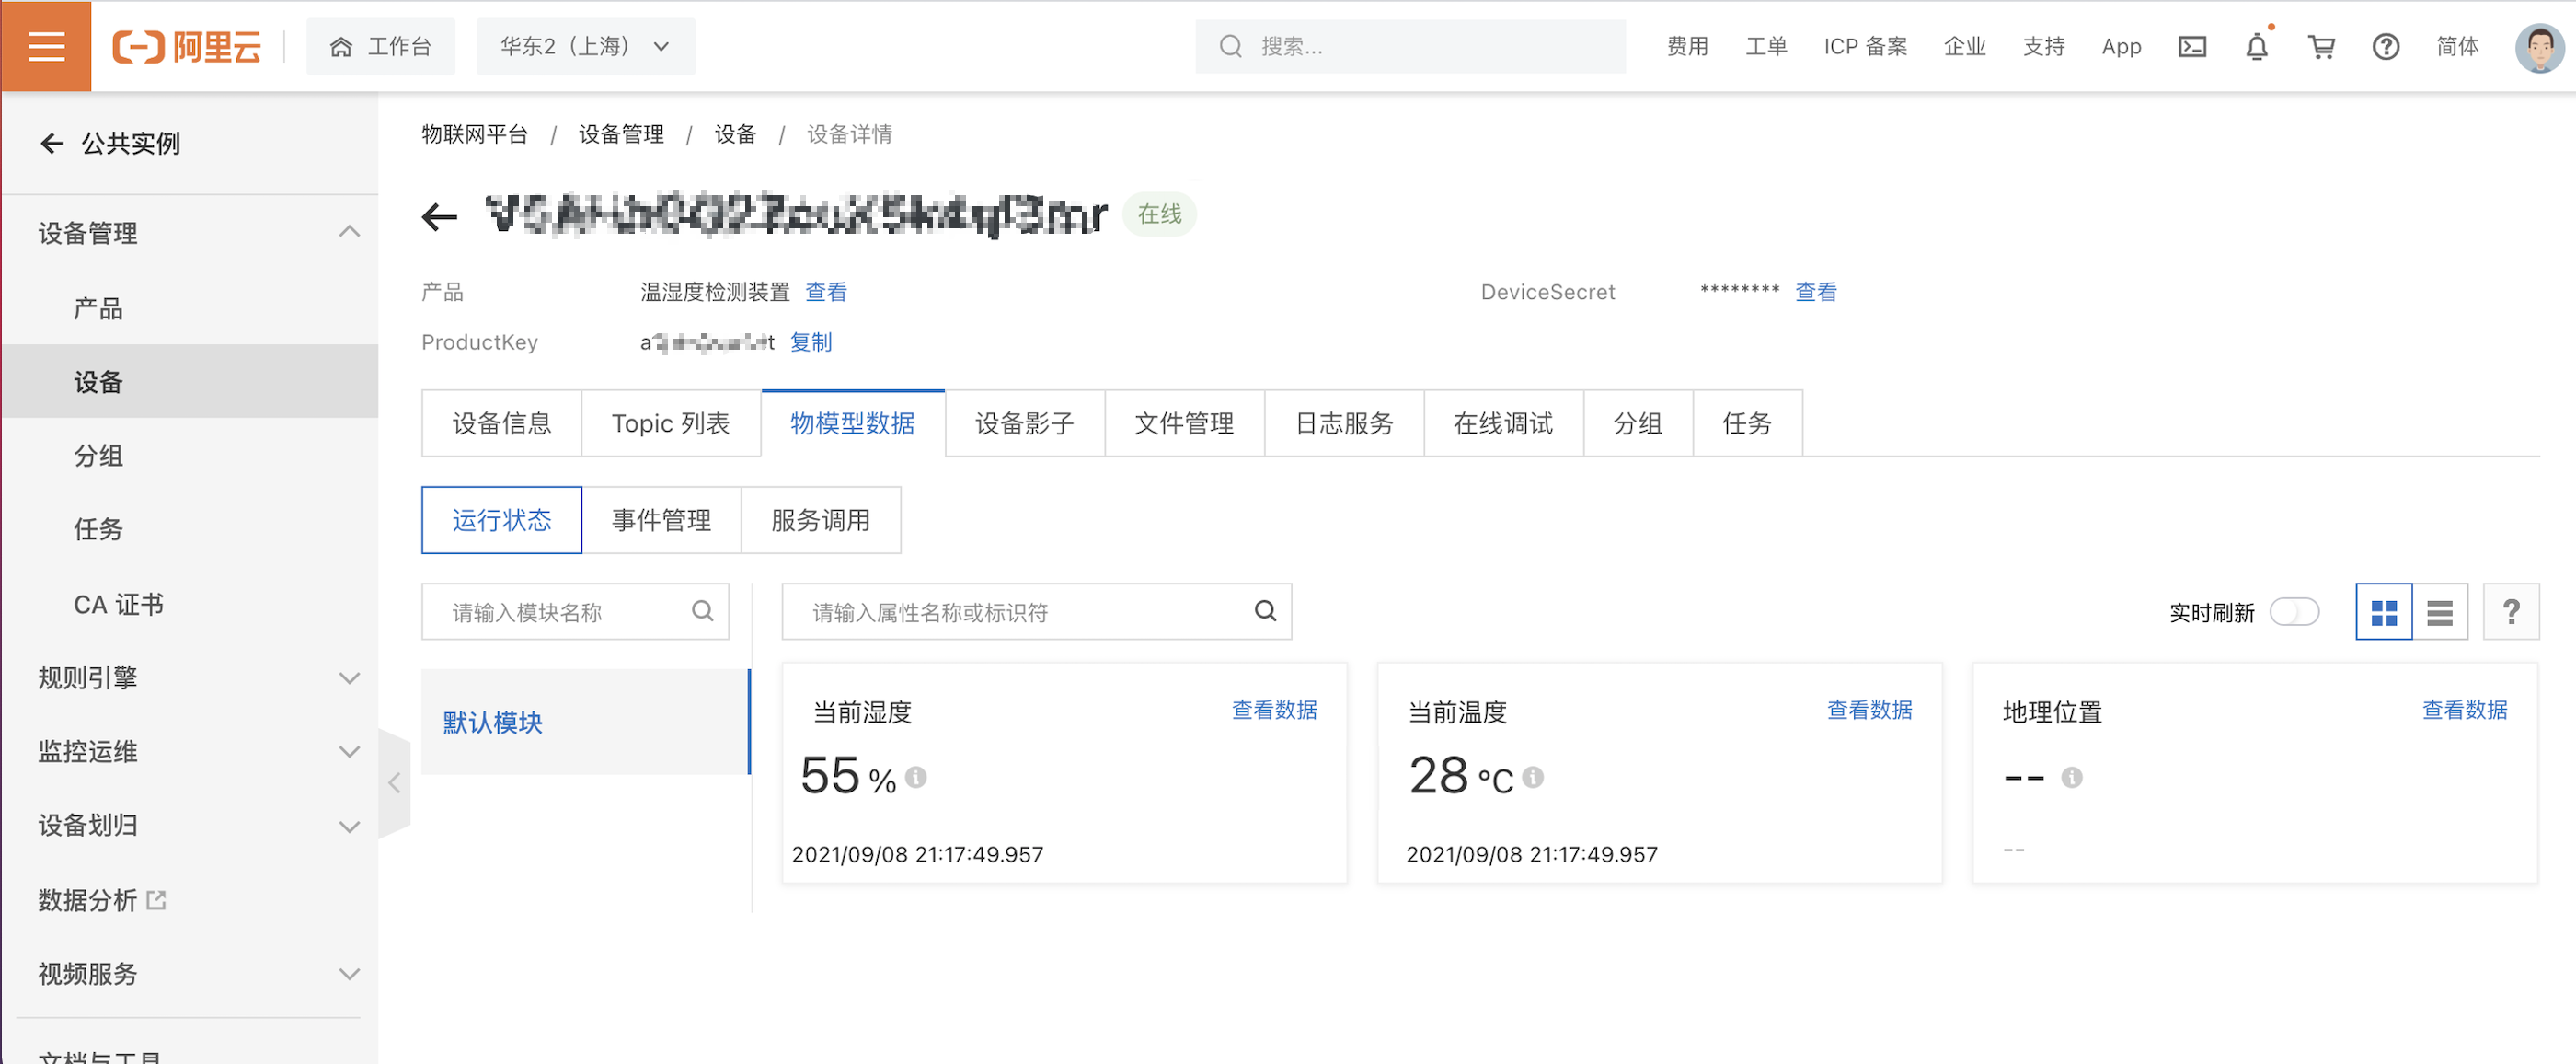 阿里云
工作台
华东2（上海）
搜索...
费用 工单 ICP 备案 企业 支持 App 简体
公共实例
设备管理
产品
设备
分组
任务
CA 证书
规则引擎
监控运维
设备划归
数据分析
视频服务
文档与工具
物联网平台 / 设备管理 / 设备 / 设备详情
在线
产品 温湿度检测装置 查看
DeviceSecret ******** 查看
ProductKey 复制
设备信息 Topic 列表 物模型数据 设备影子 文件管理 日志服务 在线调试 分组 任务
运行状态 事件管理 服务调用
请输入模块名称
请输入属性名称或标识符
实时刷新
?
默认模块
当前湿度 查看数据
55 %
2021/09/08 21:17:49.957
当前温度 查看数据
28 °C
2021/09/08 21:17:49.957
地理位置 查看数据
--
--